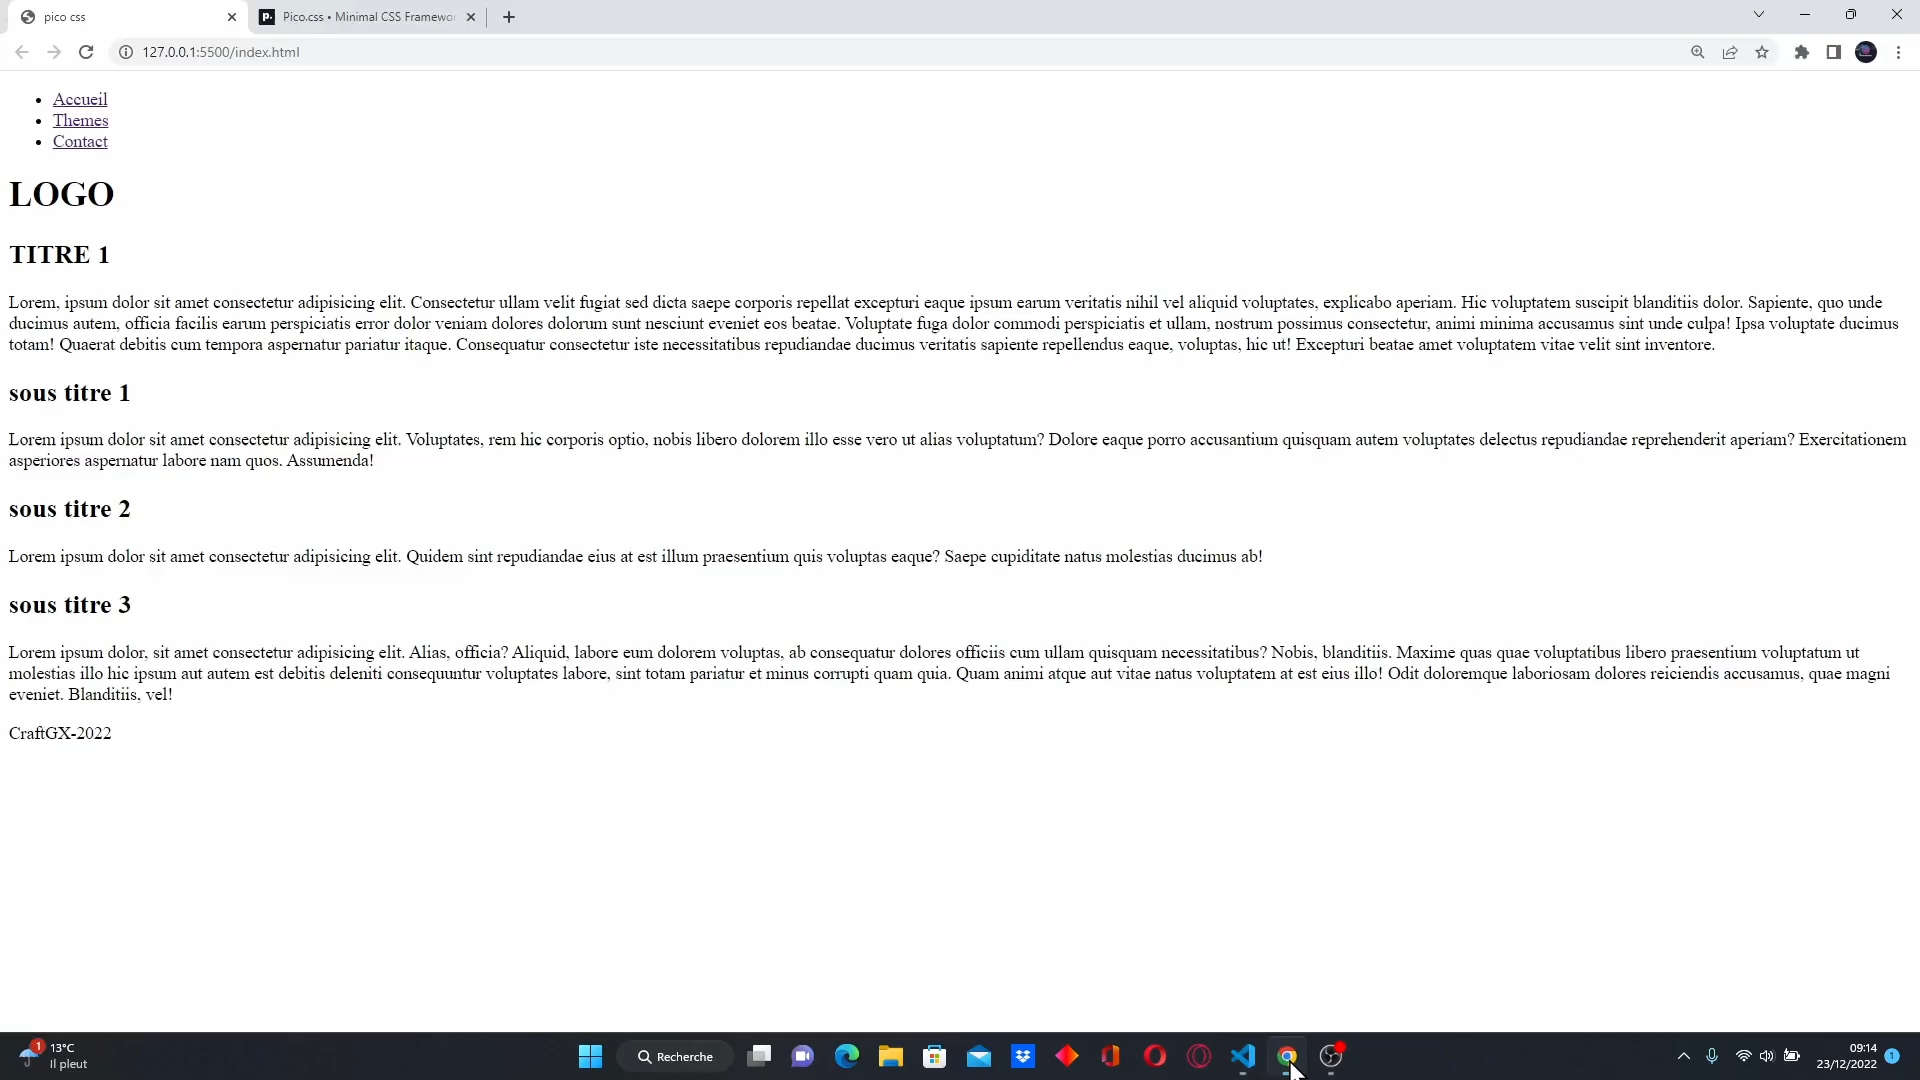 pico css
Pico.css • Minimal CSS Framewor
127.0.0.1:5500/index.html
Accueil
Themes
Contact
LOGO
TITRE 1
Lorem, ipsum dolor sit amet consectetur adipisicing elit. Consectetur ullam velit fugiat sed dicta saepe corporis repellat excepturi eaque ipsum earum veritatis nihil vel aliquid voluptates, explicabo aperiam. Hic voluptatem suscipit blanditiis dolor. Sapiente, quo unde
ducimus autem, officia facilis earum perspiciatis error dolor veniam dolores dolorum sunt nesciunt eveniet eos beatae. Voluptate fuga dolor commodi perspiciatis et ullam, nostrum possimus consectetur, animi minima accusamus sint unde culpa! Ipsa voluptate ducimus
totam! Quaerat debitis cum tempora aspernatur pariatur itaque. Consequatur consectetur iste necessitatibus repudiandae ducimus veritatis sapiente repellendus eaque, voluptas, hic ut! Excepturi beatae amet voluptatem vitae velit sint inventore.
sous titre 1
Lorem ipsum dolor sit amet consectetur adipisicing elit. Voluptates, rem hic corporis optio, nobis libero dolorem illo esse vero ut alias voluptatum? Dolore eaque porro accusantium quisquam autem voluptates delectus repudiandae reprehenderit aperiam? Exercitationem
asperiores aspernatur labore nam quos. Assumenda!
sous titre 2
Lorem ipsum dolor sit amet consectetur adipisicing elit. Quidem sint repudiandae eius at est illum praesentium quis voluptas eaque? Saepe cupiditate natus molestias ducimus ab!
sous titre 3
Lorem ipsum dolor, sit amet consectetur adipisicing elit. Alias, officia? Aliquid, labore eum dolorem voluptas, ab consequatur dolores officiis cum ullam quisquam necessitatibus? Nobis, blanditiis. Maxime quas quae voluptatibus libero praesentium voluptatum ut
molestias illo hic ipsum aut autem est debitis deleniti consequuntur voluptates labore, sint totam pariatur et minus corrupti quam quia. Quam animi atque aut vitae natus voluptatem at est eius illo! Odit doloremque laboriosam dolores reiciendis accusamus, quae magni
eveniet. Blanditiis, vel!
CraftGX-2022
1
13°C
Il pleut
Recherche
09:14
23/12/2022
1